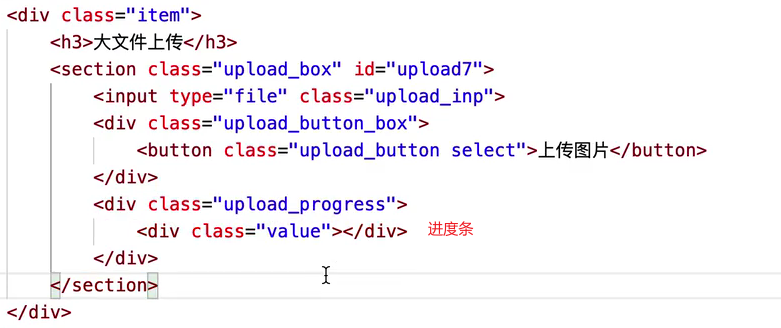 <div class="item">
<h3>大文件上传</h3>
<section class="upload_box" id="upload7">
<input type="file" class="upload_inp">
<div class="upload_button_box">
<button class="upload_button select">上传图片</button>
</div>
<div class="upload_progress">
<div class="value"></div> 进度条
</div>
</section>
</div>